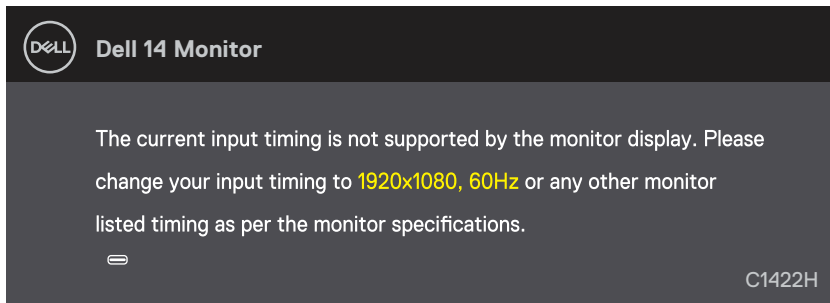 DELL
Dell 14 Monitor
The current input timing is not supported by the monitor display. Please
change your input timing to 1920x1080, 60Hz or any other monitor
listed timing as per the monitor specifications.
C1422H